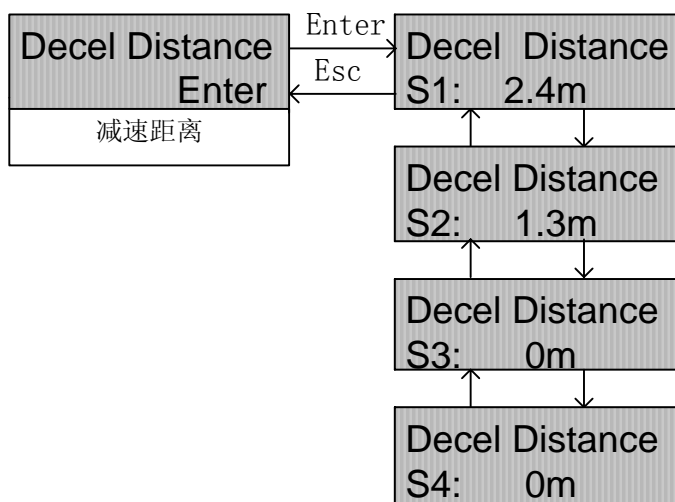 Decel Distance
Enter
减速距离
Enter
Esc
Decel Distance
S1: 2.4m
Decel Distance
S2: 1.3m
Decel Distance
S3: 0m
Decel Distance
S4: 0m